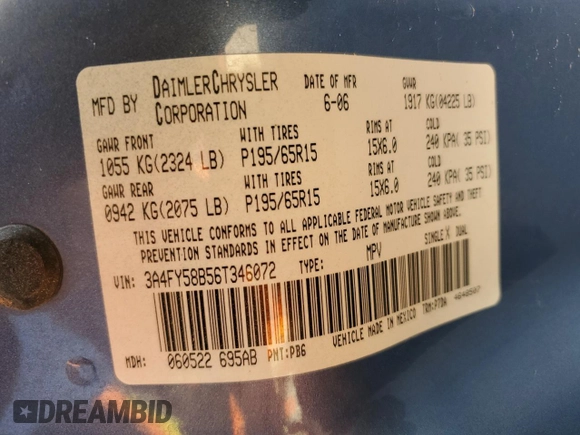 MFD BY DAIMLERCHRYSLER CORPORATION
DATE OF MFR 6-06
GVWR 1917 KG(04225 LB)
GAWR FRONT WITH TIRES RIMS AT COLD
1055 KG(2324 LB) P195/65R15 15X6.0 240 KPA( 35 PSI)
GAWR REAR WITH TIRES RIMS AT COLD
0942 KG(2075 LB) P195/65R15 15X6.0 240 KPA( 35 PSI)
THIS VEHICLE CONFORMS TO ALL APPLICABLE FEDERAL MOTOR VEHICLE SAFETY AND THEFT
PREVENTION STANDARDS IN EFFECT ON THE DATE OF MANUFACTURE SHOWN ABOVE.
VIN: 3A4FY58B56T346072 TYPE: MPV SINGLE X DUAL
MDH: 060522 695AB PNT:PB6 VEHICLE MADE IN MEXICO TRM:P7DA
DREAMBID